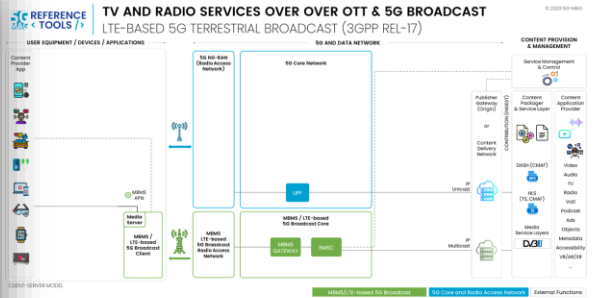 5G REFERENCE
TOOLS
TV AND RADIO SERVICES OVER OVER OTT & 5G BROADCAST
LTE-BASED 5G TERRESTRIAL BROADCAST (3GPP REL-17)
© 2023 5G-MAG
USER EQUIPMENT / DEVICES / APPLICATIONS
5G AND DATA NETWORK
CONTENT PROVISION
& MANAGEMENT
Content
Provider
App
5G NG-RAN
(Radio Access
Network)
5G Core Network
Service Management
& Control
Publisher
Gateway
(Origin)
or
Content
Delivery
Network
CONTRIBUTION (INGEST)
Content
Packager
& Service Layer
Content
Application
Provider
DASH (CMAF)
HLS
(TS, CMAF)
Media
Service Layers
DVB
Video
Audio
TV
Radio
VoD
Podcast
Ads
Objects
Metadata
Accessibility
VR/AR/XR
...
MBMS
APIs
Media
Server
MBMS /
LTE-based
5G Broadcast
Client
UPF
IP
Unicast
MBMS
LTE-based
5G Broadcast
Radio Access
Network
MBMS / LTE-based
5G Broadcast Core
MBMS
GATEWAY
BMSC
IP
Multicast
CLIENT-SERVER MODEL
MBMS/LTE-based 5G Broadcast
5G Core and Radio Access Network
External Functions